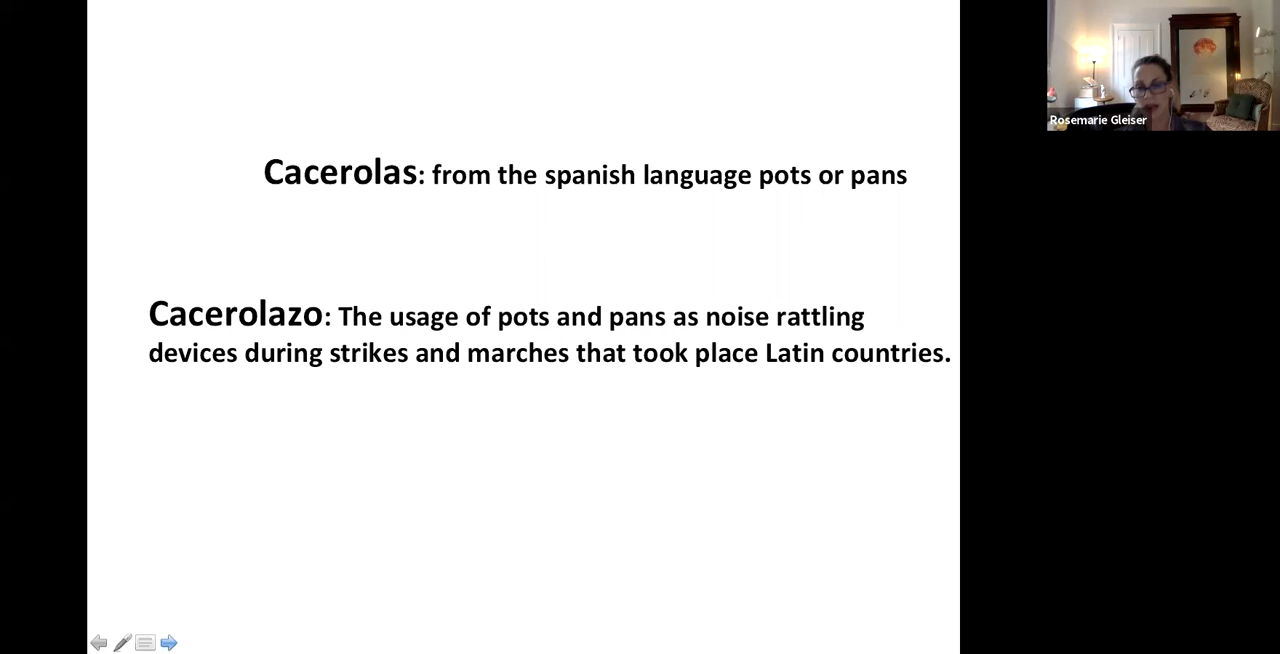 Cacerolas: from the spanish language pots or pans
Cacerolazo: The usage of pots and pans as noise rattling
devices during strikes and marches that took place Latin countries.
Rosemarie Gleiser